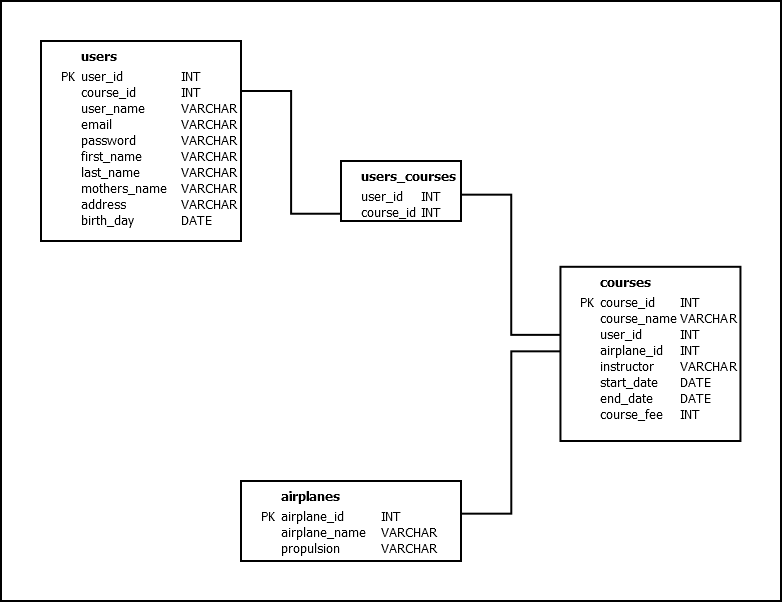 users
PK user_id INT
course_id INT
user_name VARCHAR
email VARCHAR
password VARCHAR
first_name VARCHAR
last_name VARCHAR
mothers_name VARCHAR
address VARCHAR
birth_day DATE
users_courses
user_id INT
course_id INT
courses
PK course_id INT
course_name VARCHAR
user_id INT
airplane_id INT
instructor VARCHAR
start_date DATE
end_date DATE
course_fee INT
airplanes
PK airplane_id INT
airplane_name VARCHAR
propulsion VARCHAR